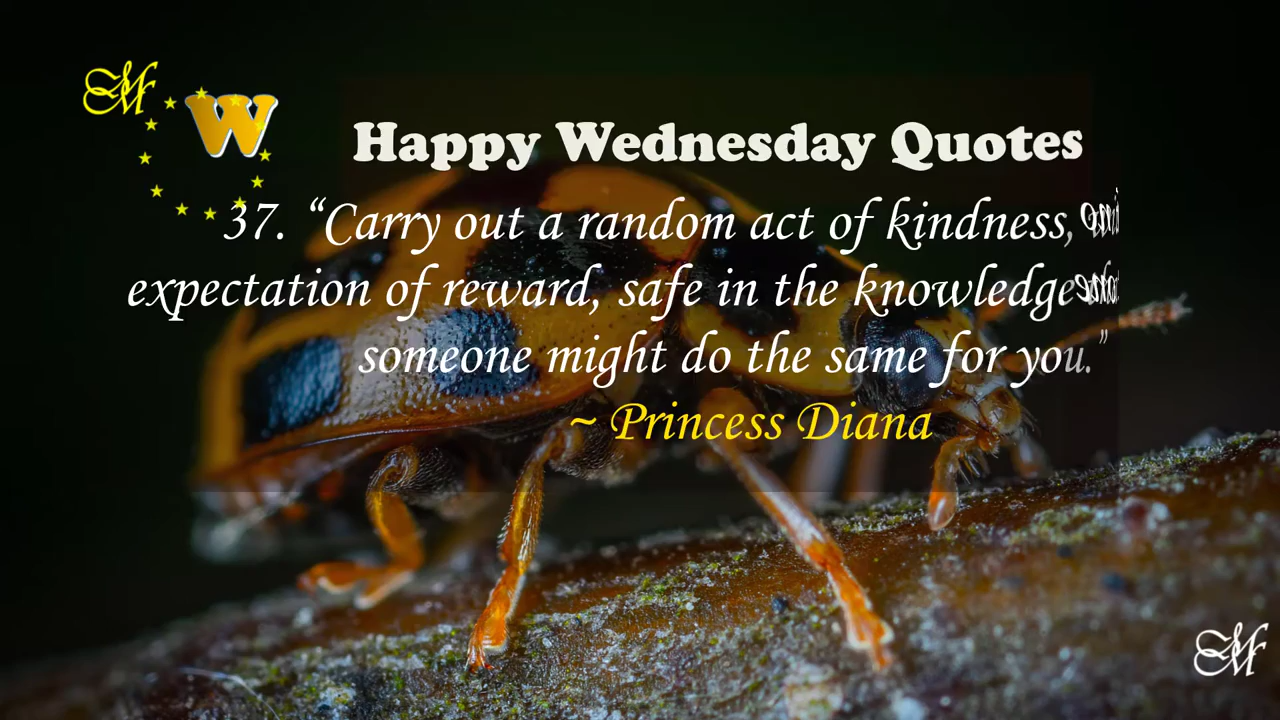 M
W
Happy Wednesday Quotes
37. “Carry out a random act of kindness,
expectation of reward, safe in the knowledge
someone might do the same for you.”
~ Princess Diana
M